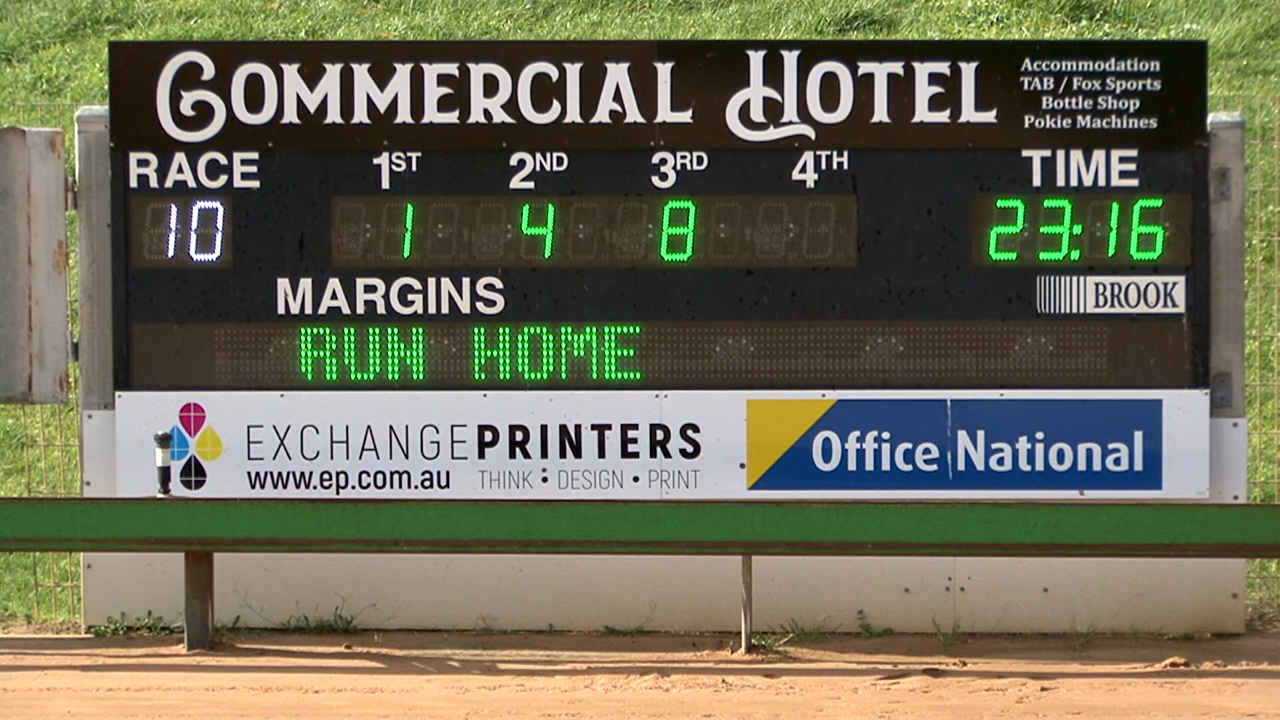 COMMERCIAL HOTEL
Accommodation
TAB / Fox Sports
Bottle Shop
Pokie Machines
RACE 1ST 2ND 3RD 4TH TIME
10 1 4 8 23:16
MARGINS
BROOK
RUN HOME
EXCHANGEPRINTERS
www.ep.com.au THINK • DESIGN • PRINT
Office National